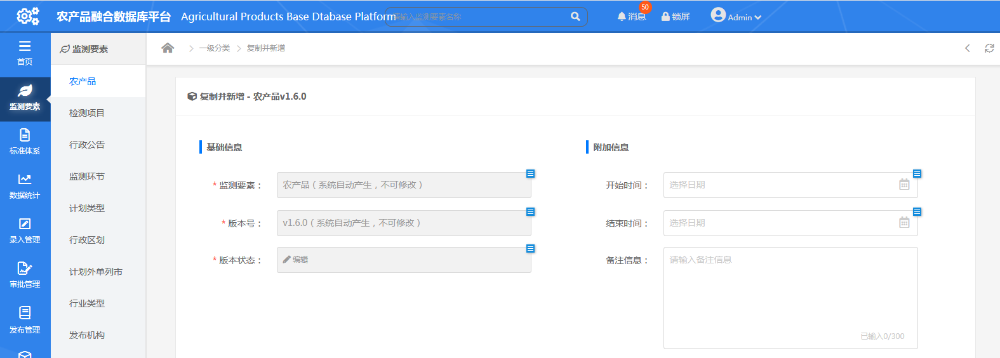 农产品融合数据库平台 Agricultural Products Base Dtabase Platform 请输入监测要素名称 消息 50 锁屏 Admin
首页
监测要素
标准体系
数据统计
录入管理
审批管理
发布管理
监测要素
农产品
检测项目
行政公告
监测环节
计划类型
行政区划
计划外单列市
行业类型
发布机构
一级分类 复制并新增
复制并新增 - 农产品v1.6.0
基础信息
* 监测要素： 农产品（系统自动产生，不可修改）
* 版本号： v1.6.0（系统自动产生，不可修改）
* 版本状态： 编辑
附加信息
开始时间： 选择日期
结束时间： 选择日期
备注信息： 请输入备注信息
已输入0/300